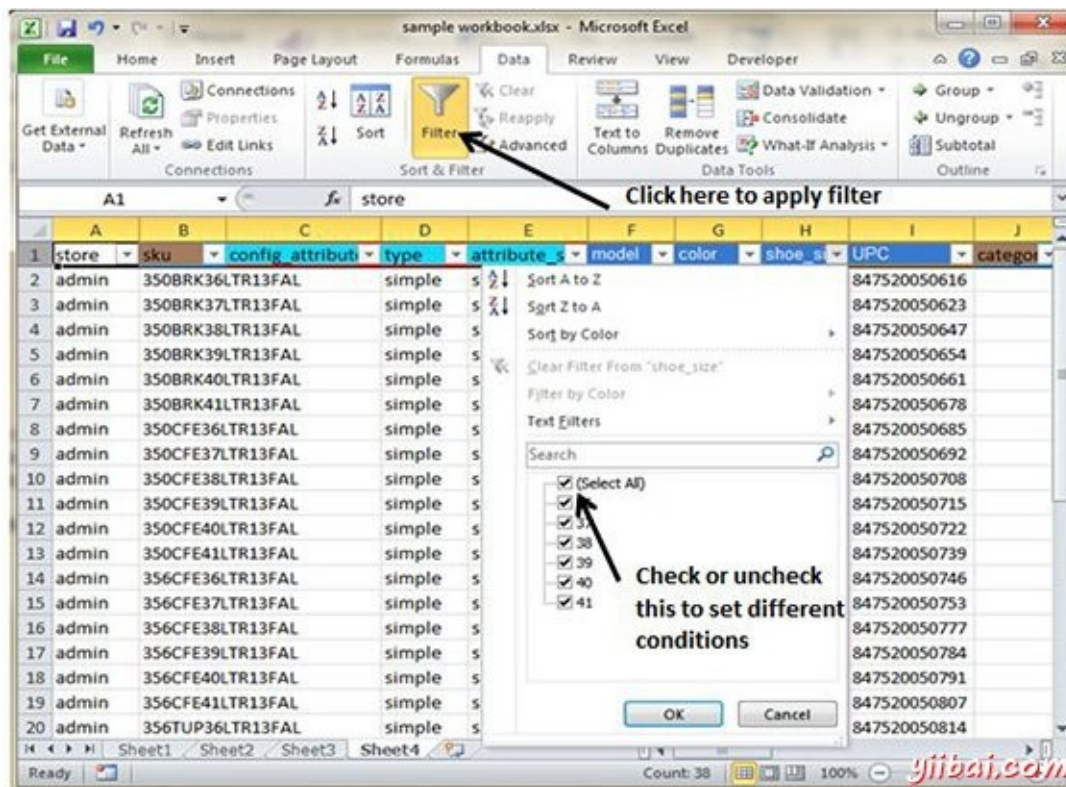 sample workbook.xlsx - Microsoft Excel
File Home Insert Page Layout Formulas Data Review View Developer
Get External Data
Refresh All
Connections
Properties
Edit Links
Connections
Sort
Filter
Clear
Reapply
Advanced
Sort & Filter
Text to Columns
Remove Duplicates
Data Validation
Consolidate
What-If Analysis
Data Tools
Group
Ungroup
Subtotal
Outline
Click here to apply filter
A1 fx store
A B C D E F G H I J
1 store sku config_attribut type attribute_s model color shoe_si UPC categor
2 admin 350BRK36LTR13FAL simple s 847520050616
3 admin 350BRK37LTR13FAL simple s 847520050623
4 admin 350BRK38LTR13FAL simple s 847520050647
5 admin 350BRK39LTR13FAL simple s 847520050654
6 admin 350BRK40LTR13FAL simple s 847520050661
7 admin 350BRK41LTR13FAL simple s 847520050678
8 admin 350CFE36LTR13FAL simple s 847520050685
9 admin 350CFE37LTR13FAL simple s 847520050692
10 admin 350CFE38LTR13FAL simple s 847520050708
11 admin 350CFE39LTR13FAL simple s 847520050715
12 admin 350CFE40LTR13FAL simple s 847520050722
13 admin 350CFE41LTR13FAL simple s 847520050739
14 admin 356CFE36LTR13FAL simple s 847520050746
15 admin 356CFE37LTR13FAL simple s 847520050753
16 admin 356CFE38LTR13FAL simple s 847520050777
17 admin 356CFE39LTR13FAL simple s 847520050784
18 admin 356CFE40LTR13FAL simple s 847520050791
19 admin 356CFE41LTR13FAL simple s 847520050807
20 admin 356TUP36LTR13FAL simple s 847520050814
Sort A to Z
Sort Z to A
Sort by Color
Clear Filter From "shoe_size"
Filter by Color
Text Filters
Search
(Select All)
37
38
39
40
41
Check or uncheck
this to set different
conditions
OK Cancel
Sheet1 Sheet2 Sheet3 Sheet4
Ready Count: 38 100%
yiibai.com